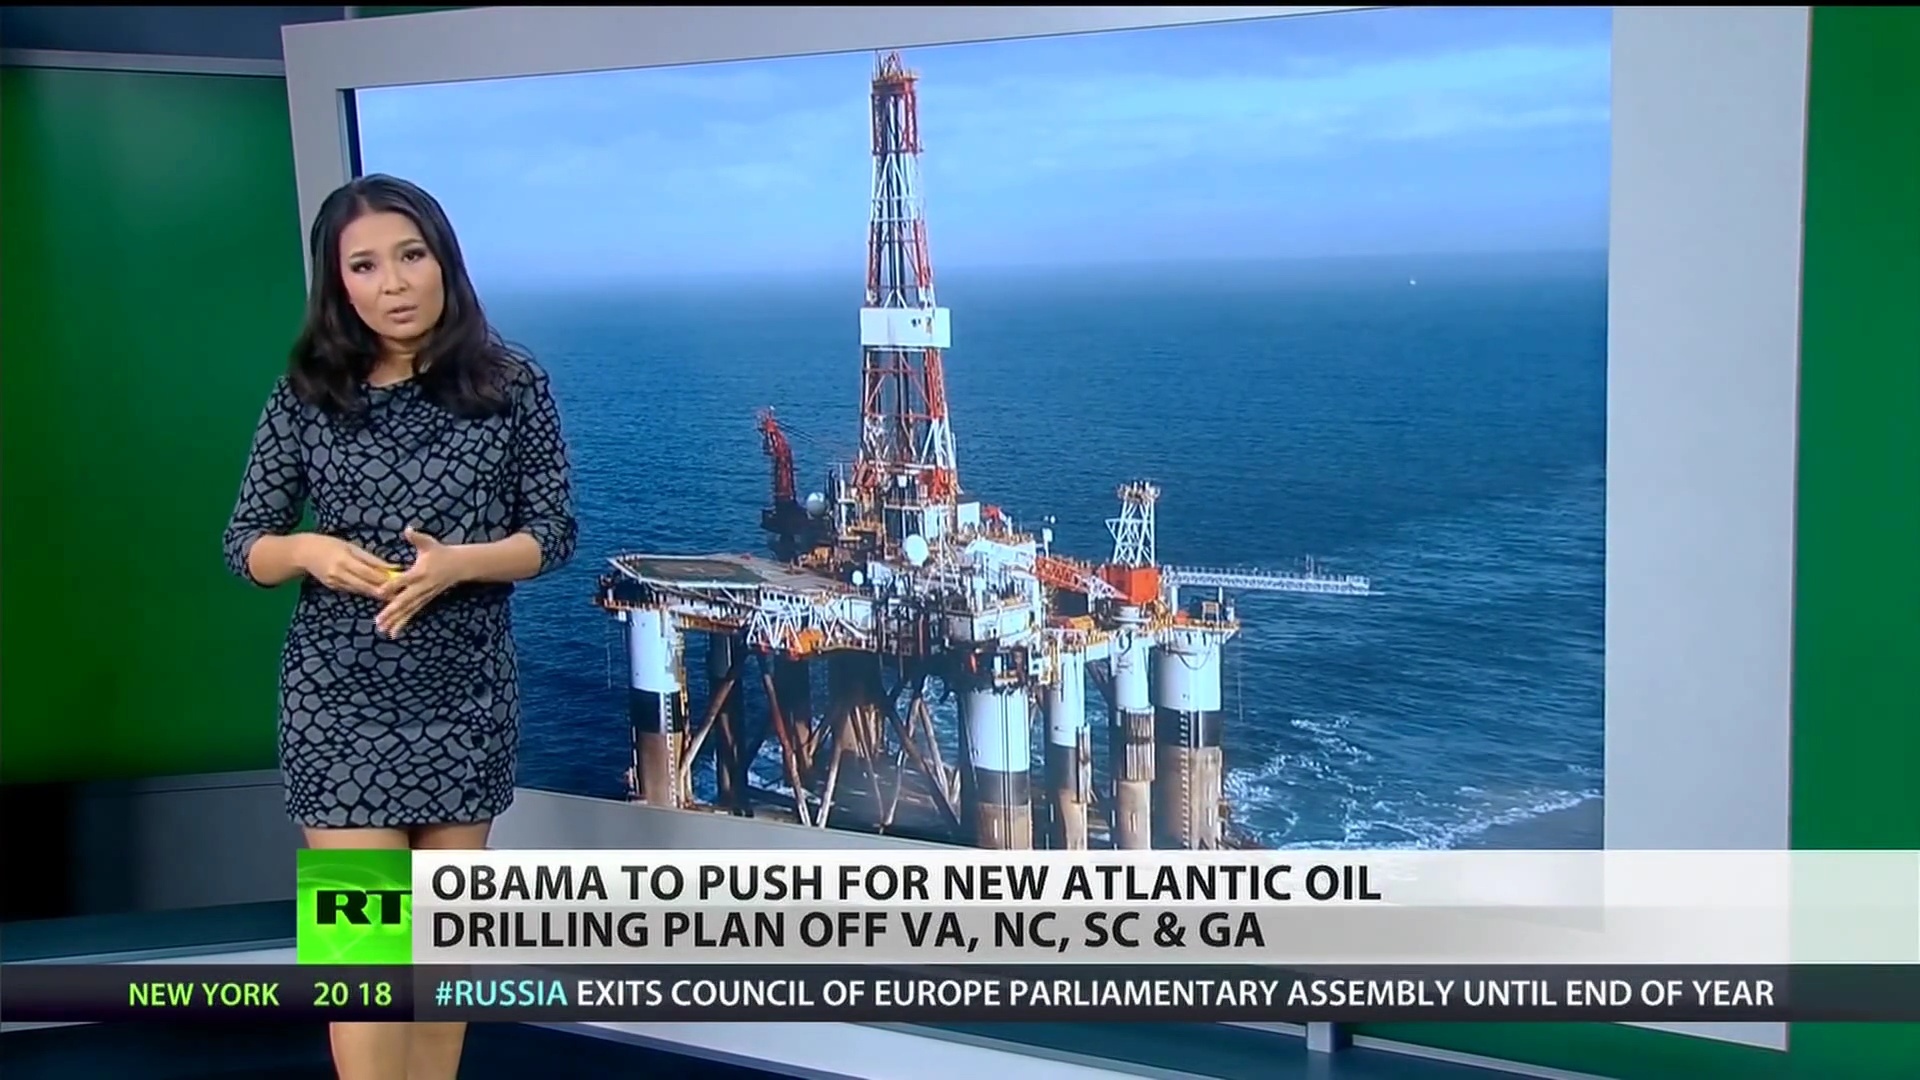 OBAMA TO PUSH FOR NEW ATLANTIC OIL
RT DRILLING PLAN OFF VA, NC, SC & GA
NEW YORK 20 18 #RUSSIA EXITS COUNCIL OF EUROPE PARLIAMENTARY ASSEMBLY UNTIL END OF YEAR